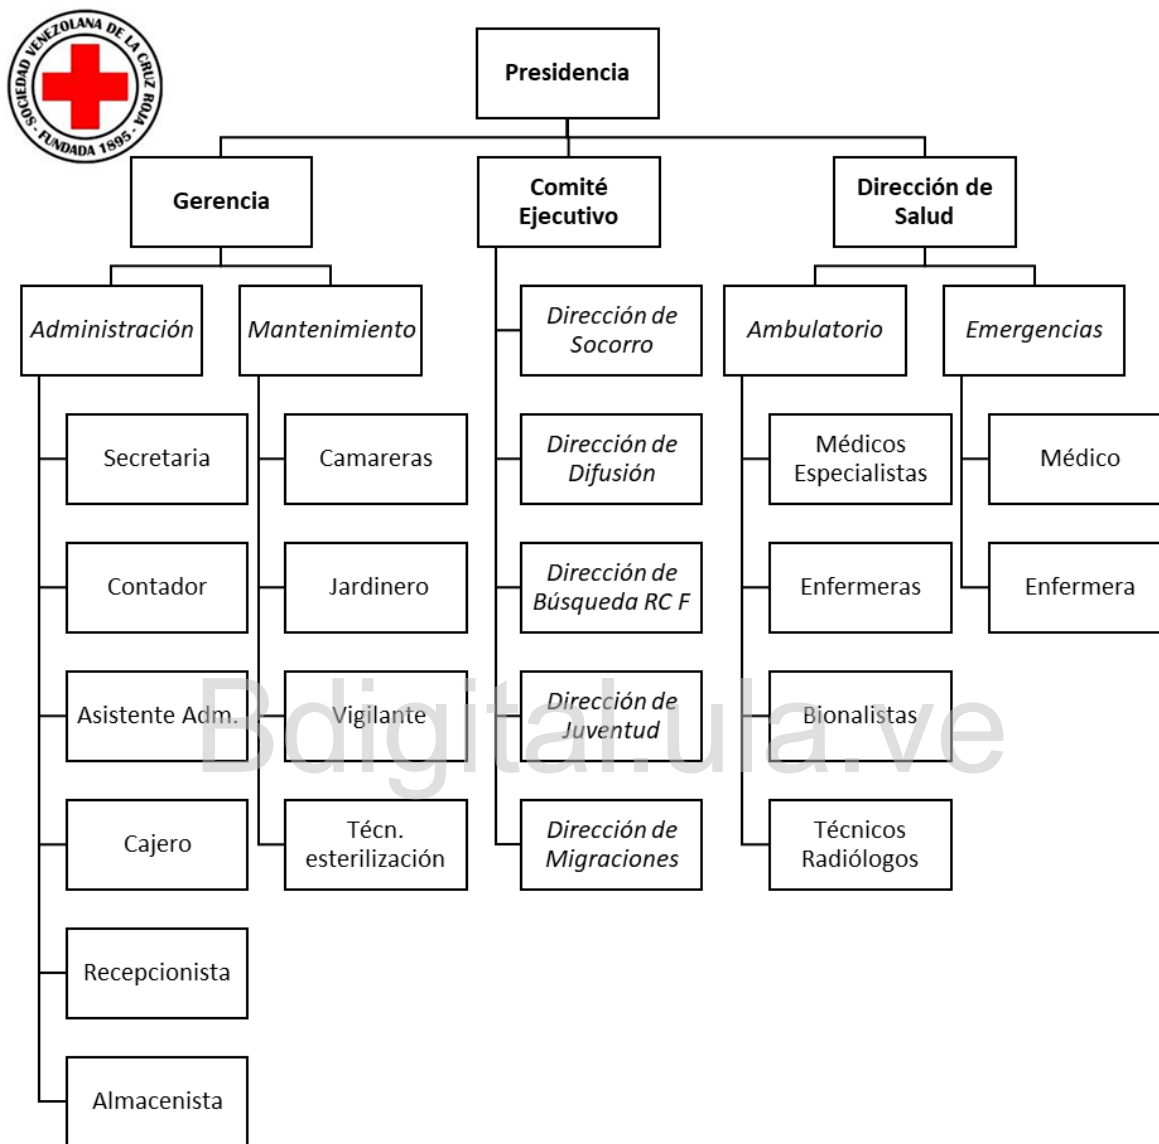 SOCIEDAD VENEZOLANA DE LA CRUZ ROJA
- FUNDADA 1895 -
Presidencia
Gerencia
Comité
Ejecutivo
Dirección de
Salud
Administración
Mantenimiento
Dirección de
Socorro
Ambulatorio
Emergencias
Secretaria
Camareras
Dirección de
Difusión
Médicos
Especialistas
Médico
Contador
Jardinero
Dirección de
Búsqueda RC F
Enfermeras
Enfermera
Asistente Adm.
Vigilante
Dirección de
Juventud
Bionalistas
Bdigital.ula.ve
Cajero
Técn.
esterilización
Dirección de
Migraciones
Técnicos
Radiólogos
Recepcionista
Almacenista